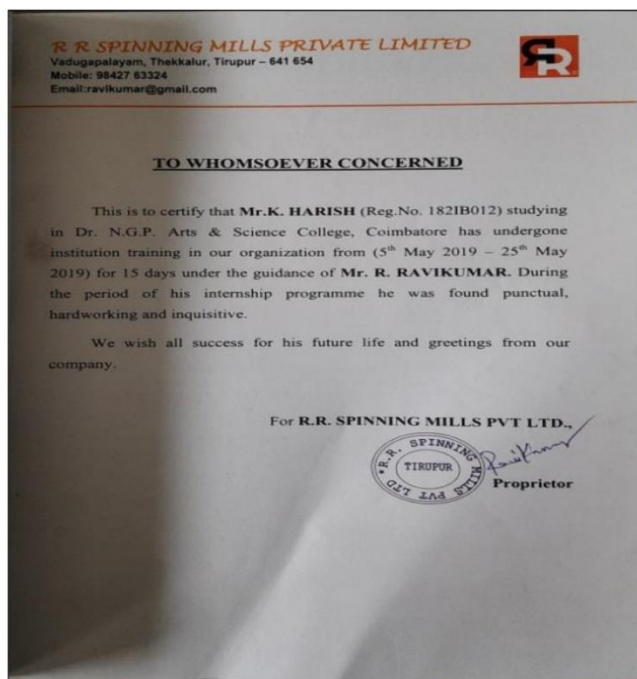 R R SPINNING MILLS PRIVATE LIMITED
Vadugapalayam, Thekkalur, Tirupur – 641 654
Mobile: 98427 63324
Email:ravikumar@gmail.com
RR
TO WHOMSOEVER CONCERNED
This is to certify that Mr.K. HARISH (Reg.No. 182IB012) studying
in Dr. N.G.P. Arts & Science College, Coimbatore has undergone
institution training in our organization from (5th May 2019 – 25th May
2019) for 15 days under the guidance of Mr. R. RAVIKUMAR. During
the period of his internship programme he was found punctual,
hardworking and inquisitive.
We wish all success for his future life and greetings from our
company.
For R.R. SPINNING MILLS PVT LTD.,
*R.R. SPINNING MILLS PVT LTD
TIRUPUR
RaviKumar
Proprietor